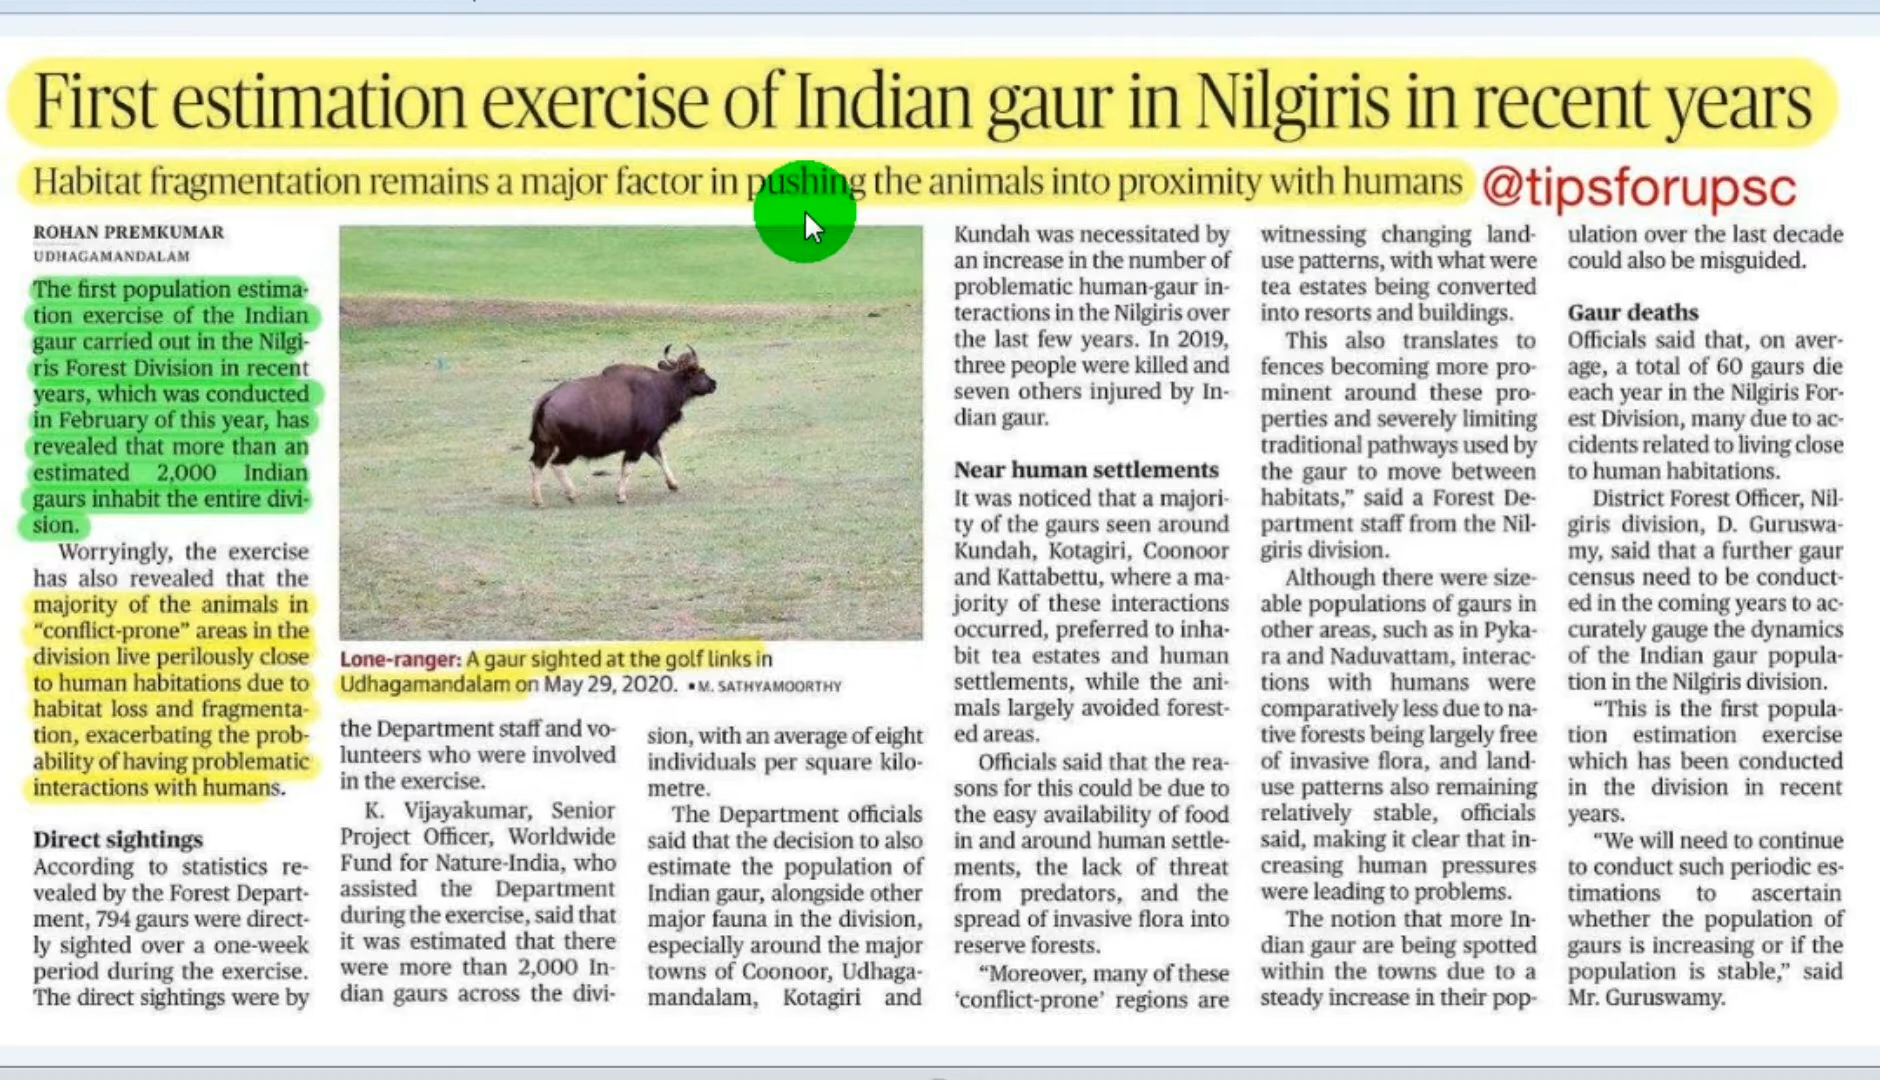 First estimation exercise of Indian gaur in Nilgiris in recent years
Habitat fragmentation remains a major factor in pushing the animals into proximity with humans
@tipsforupsc
ROHAN PREMKUMAR
UDHAGAMANDALAM
The first population estima-
tion exercise of the Indian
gaur carried out in the Nilgi-
ris Forest Division in recent
years, which was conducted
in February of this year, has
revealed that more than an
estimated 2,000 Indian
gaurs inhabit the entire divi-
sion.
Worryingly, the exercise
has also revealed that the
majority of the animals in
“conflict-prone” areas in the
division live perilously close
to human habitations due to
habitat loss and fragmenta-
tion, exacerbating the prob-
ability of having problematic
interactions with humans.
Direct sightings
According to statistics re-
vealed by the Forest Depart-
ment, 794 gaurs were direct-
ly sighted over a one-week
period during the exercise.
The direct sightings were by
Lone-ranger: A gaur sighted at the golf links in
Udhagamandalam on May 29, 2020. ▪ M. SATHYAMOORTHY
the Department staff and vo-
lunteers who were involved
in the exercise.
K. Vijayakumar, Senior
Project Officer, Worldwide
Fund for Nature-India, who
assisted the Department
during the exercise, said that
it was estimated that there
were more than 2,000 In-
dian gaurs across the divi-
sion, with an average of eight
individuals per square kilo-
metre.
The Department officials
said that the decision to also
estimate the population of
Indian gaur, alongside other
major fauna in the division,
especially around the major
towns of Coonoor, Udhaga-
mandalam, Kotagiri and
Kundah was necessitated by
an increase in the number of
problematic human-gaur in-
teractions in the Nilgiris over
the last few years. In 2019,
three people were killed and
seven others injured by In-
dian gaur.
Near human settlements
It was noticed that a majori-
ty of the gaurs seen around
Kundah, Kotagiri, Coonoor
and Kattabettu, where a ma-
jority of these interactions
occurred, preferred to inha-
bit tea estates and human
settlements, while the ani-
mals largely avoided forest-
ed areas.
Officials said that the rea-
sons for this could be due to
the easy availability of food
in and around human settle-
ments, the lack of threat
from predators, and the
spread of invasive flora into
reserve forests.
“Moreover, many of these
‘conflict-prone’ regions are
witnessing changing land-
use patterns, with what were
tea estates being converted
into resorts and buildings.
This also translates to
fences becoming more pro-
minent around these pro-
perties and severely limiting
traditional pathways used by
the gaur to move between
habitats,” said a Forest De-
partment staff from the Nil-
giris division.
Although there were size-
able populations of gaurs in
other areas, such as in Pyka-
ra and Naduvattam, interac-
tions with humans were
comparatively less due to na-
tive forests being largely free
of invasive flora, and land-
use patterns also remaining
relatively stable, officials
said, making it clear that in-
creasing human pressures
were leading to problems.
The notion that more In-
dian gaur are being spotted
within the towns due to a
steady increase in their pop-
ulation over the last decade
could also be misguided.
Gaur deaths
Officials said that, on aver-
age, a total of 60 gaurs die
each year in the Nilgiris For-
est Division, many due to ac-
cidents related to living close
to human habitations.
District Forest Officer, Nil-
giris division, D. Guruswa-
my, said that a further gaur
census need to be conduct-
ed in the coming years to ac-
curately gauge the dynamics
of the Indian gaur popula-
tion in the Nilgiris division.
“This is the first popula-
tion estimation exercise
which has been conducted
in the division in recent
years.
“We will need to continue
to conduct such periodic es-
timations to ascertain
whether the population of
gaurs is increasing or if the
population is stable,” said
Mr. Guruswamy.